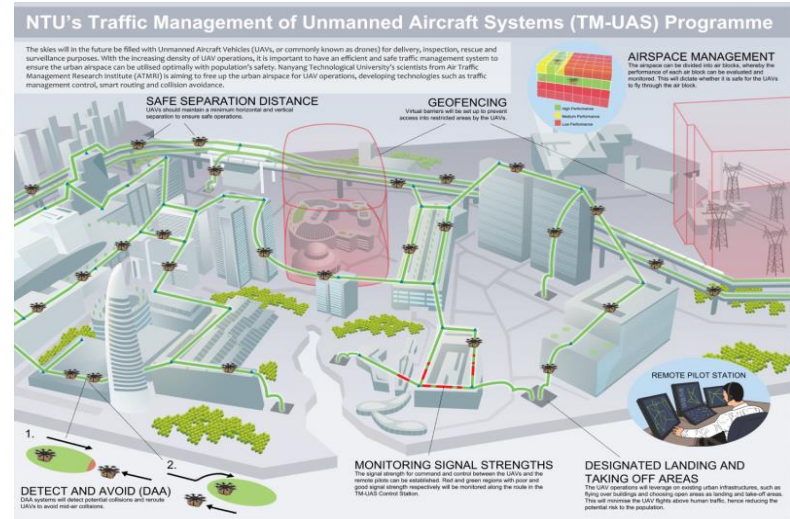 NTU's Traffic Management of Unmanned Aircraft Systems (TM-UAS) Programme
The skies will in the future be filled with Unmanned Aircraft Vehicles (UAVs, or commonly known as drones) for delivery, inspection, rescue and
surveillance purposes. With the increasing density of UAV operations, it is important to have an efficient and safe traffic management system to
ensure the urban airspace can be utilised optimally with population's safety. Nanyang Technological University's scientists from Air Traffic
Management Research Institute (ATMRI) is aiming to free up the urban airspace for UAV operations, developing technologies such as traffic
management control, smart routing and collision avoidance.
High Performance
Medium Performance
Low Performance
AIRSPACE MANAGEMENT
The airspace can be divided into air blocks, whereby the
performance of each air block can be evaluated and
monitored. This will dictate whether it is safe for the UAVs
to fly through the air block.
SAFE SEPARATION DISTANCE
UAVs should maintain a minimum horizontal and vertical
separation to ensure safe operations.
GEOFENCING
Virtual barriers will be set up to prevent
access into restricted areas by the UAVs.
REMOTE PILOT STATION
1.
2.
DETECT AND AVOID (DAA)
DAA systems will detect potential collisions and reroute
UAVs to avoid mid-air collisions.
MONITORING SIGNAL STRENGTHS
The signal strength for command and control between the UAVs and the
remote pilots can be established. Red and green regions with poor and
good signal strength respectively will be monitored along the route in the
TM-UAS Control Station.
DESIGNATED LANDING AND
TAKING OFF AREAS
The UAV operations will leverage on existing urban infrastructures, such as
flying over buildings and choosing open areas as landing and take-off areas.
This will minimise the UAV flights above human traffic, hence reducing the
potential risk to the population.